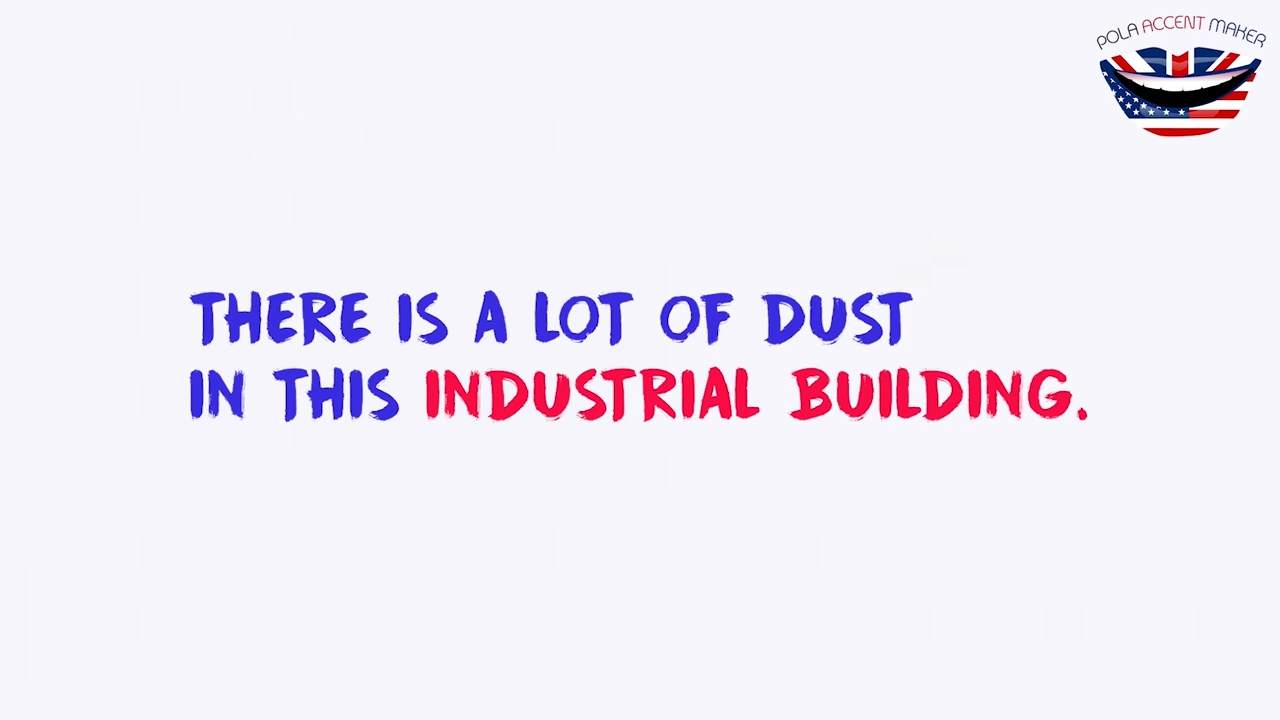 POLA ACCENT MAKER
THERE IS A LOT OF DUST
IN THIS INDUSTRIAL BUILDING.